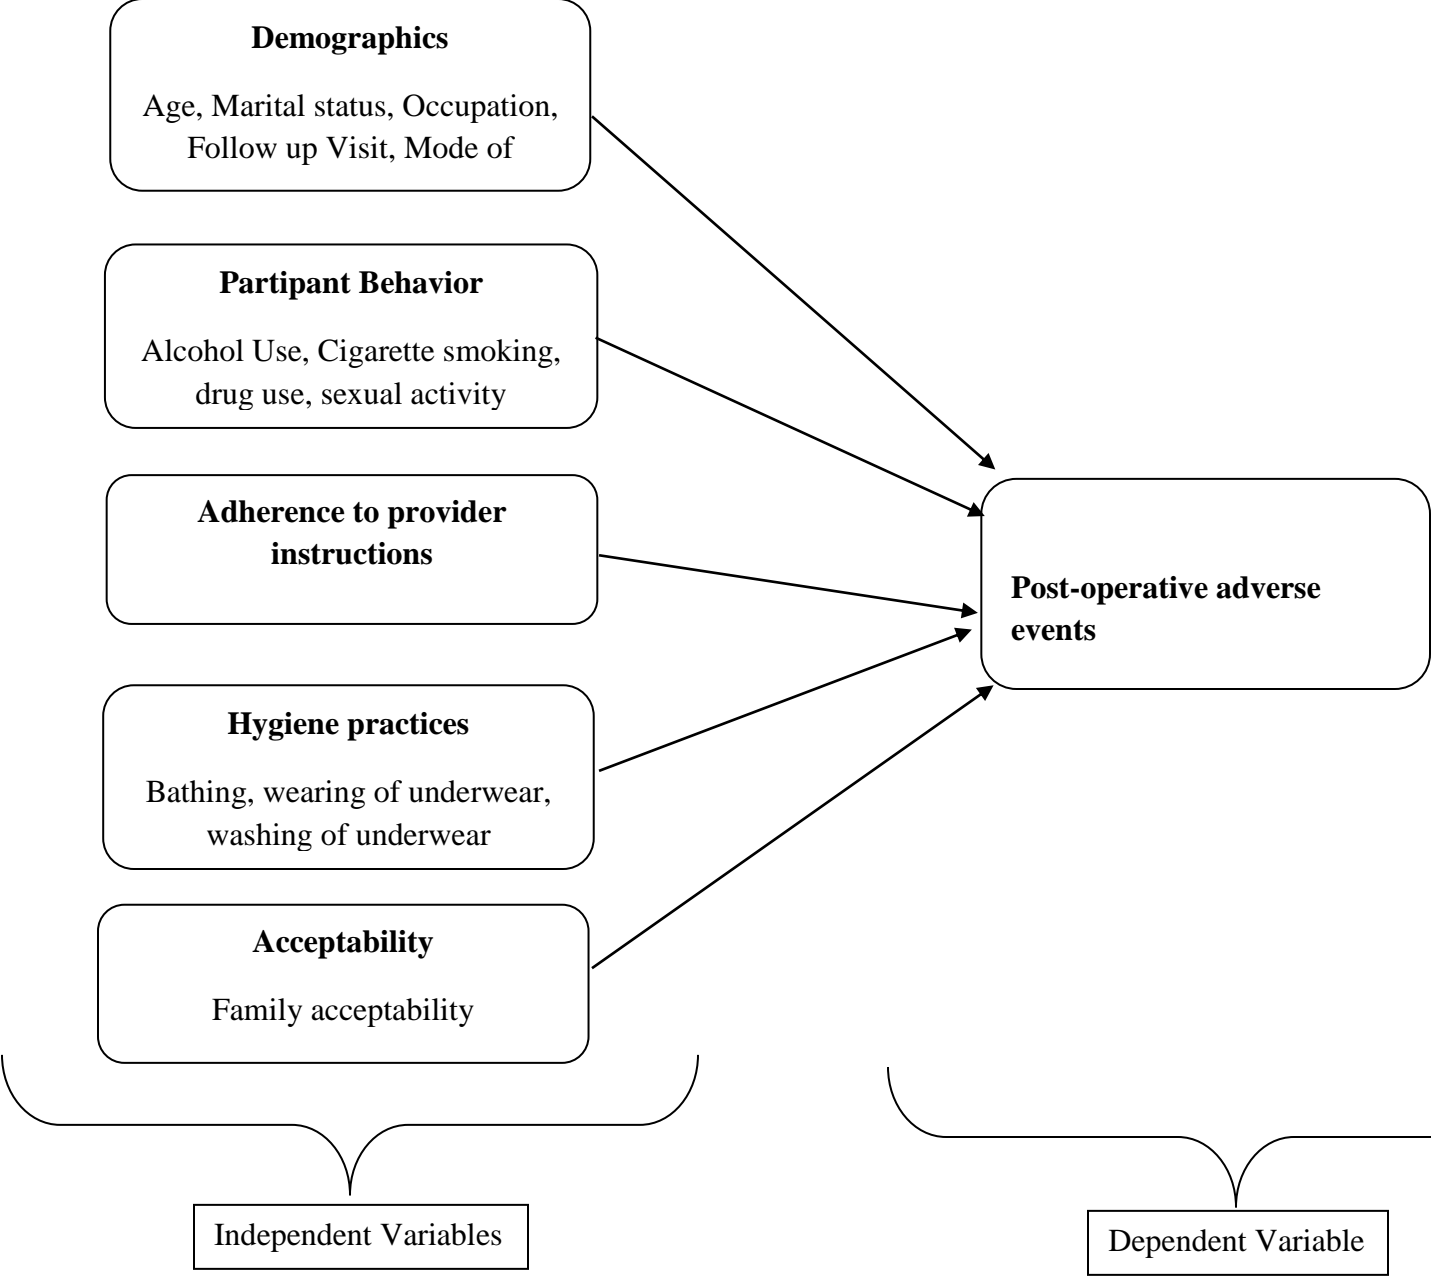 Demographics
Age, Marital status, Occupation,
Follow up Visit, Mode of
Partipant Behavior
Alcohol Use, Cigarette smoking,
drug use, sexual activity
Adherence to provider
instructions
Hygiene practices
Bathing, wearing of underwear,
washing of underwear
Acceptability
Family acceptability
Post-operative adverse
events
Independent Variables
Dependent Variable